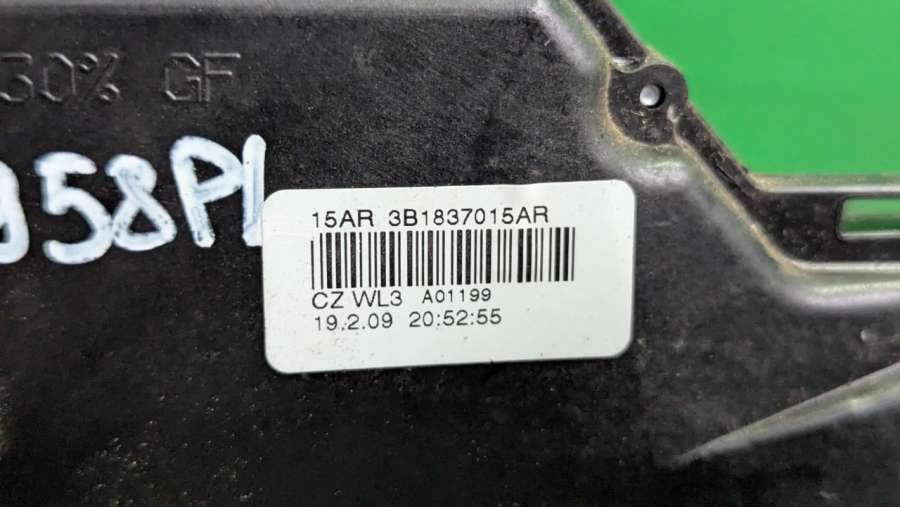 30% GF
58PL
15AR 3B1837015AR
CZ WL3 A01199
19.2.09 20:52:55